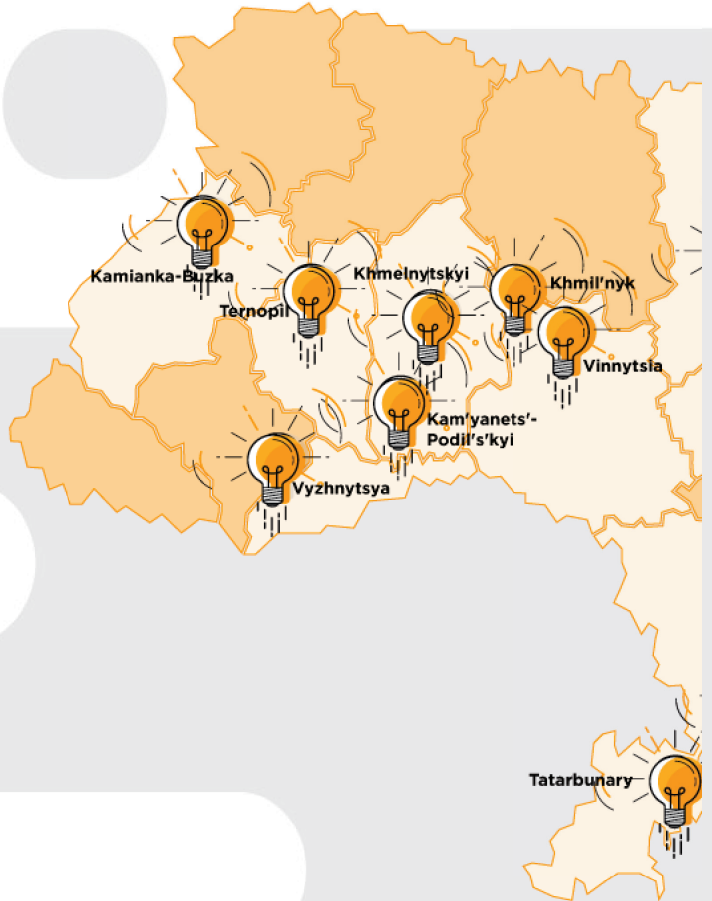 Kamianka-Buzka
Khmelnytskyi
Khmil'nyk
Ternopil
Vinnytsia
Kam'yanets'-
Podil's'kyi
Vyzhnytsya
Tatarbunary